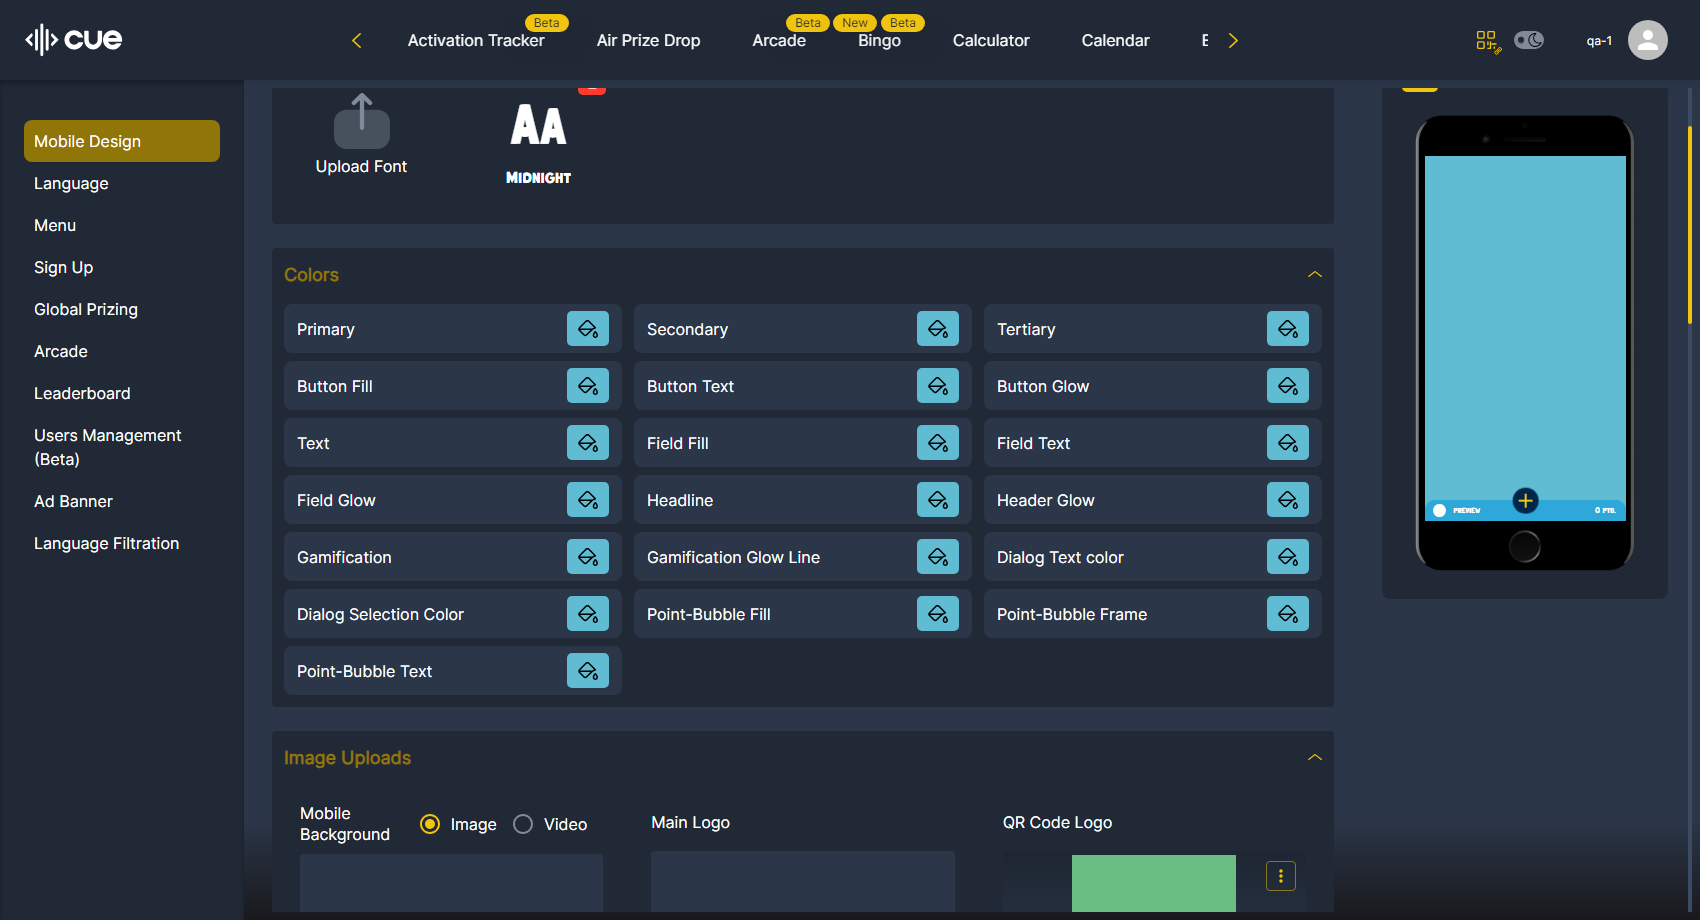 cue
Activation Tracker
Beta
Air Prize Drop
Arcade
Beta
Bingo
New
Beta
Calculator
Calendar
qa-1
Mobile Design
Language
Menu
Sign Up
Global Prizing
Arcade
Leaderboard
Users Management
(Beta)
Ad Banner
Language Filtration
Upload Font
AA
MIDNIGHT
Colors
Primary
Secondary
Tertiary
Button Fill
Button Text
Button Glow
Text
Field Fill
Field Text
Field Glow
Headline
Header Glow
Gamification
Gamification Glow Line
Dialog Text color
Dialog Selection Color
Point-Bubble Fill
Point-Bubble Frame
Point-Bubble Text
Image Uploads
Mobile
Background
Image
Video
Main Logo
QR Code Logo
PREVIEW
0 PTS.